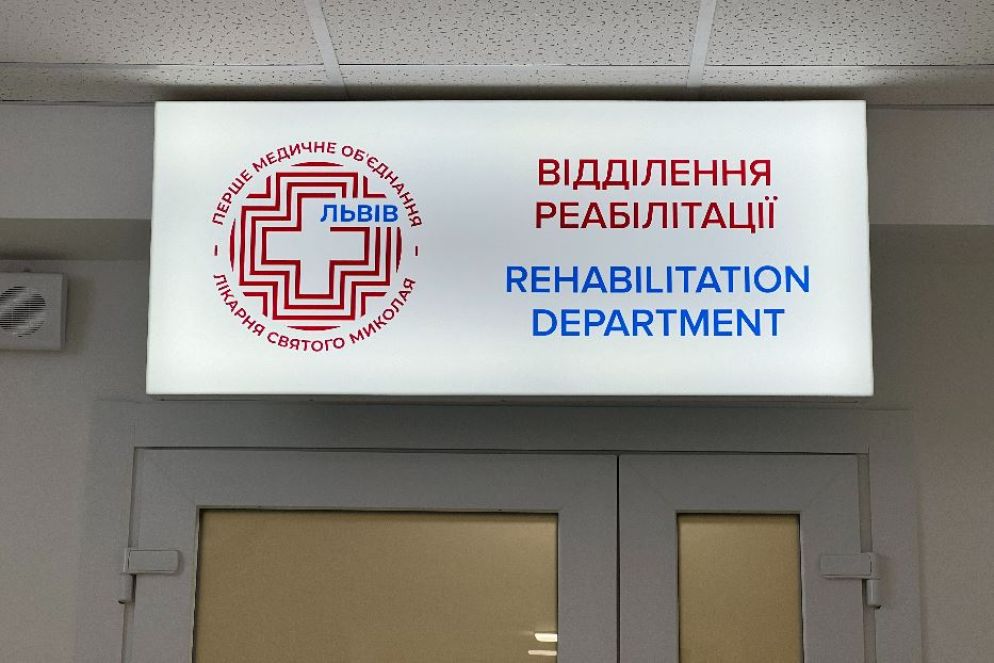 ПЕРШЕ МЕДИЧНЕ ОБ'ЄДНАННЯ
ЛЬВІВ
ЛІКАРНЯ СВЯТОГО МИКОЛАЯ
ВІДДІЛЕННЯ
РЕАБІЛІТАЦІЇ
REHABILITATION
DEPARTMENT